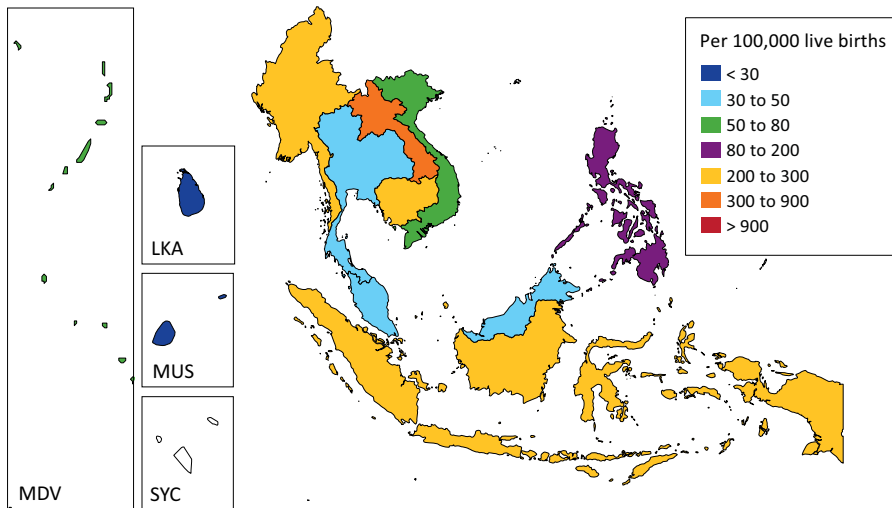 Per 100,000 live births
< 30
30 to 50
50 to 80
80 to 200
200 to 300
300 to 900
> 900
LKA
MUS
MDV
SYC